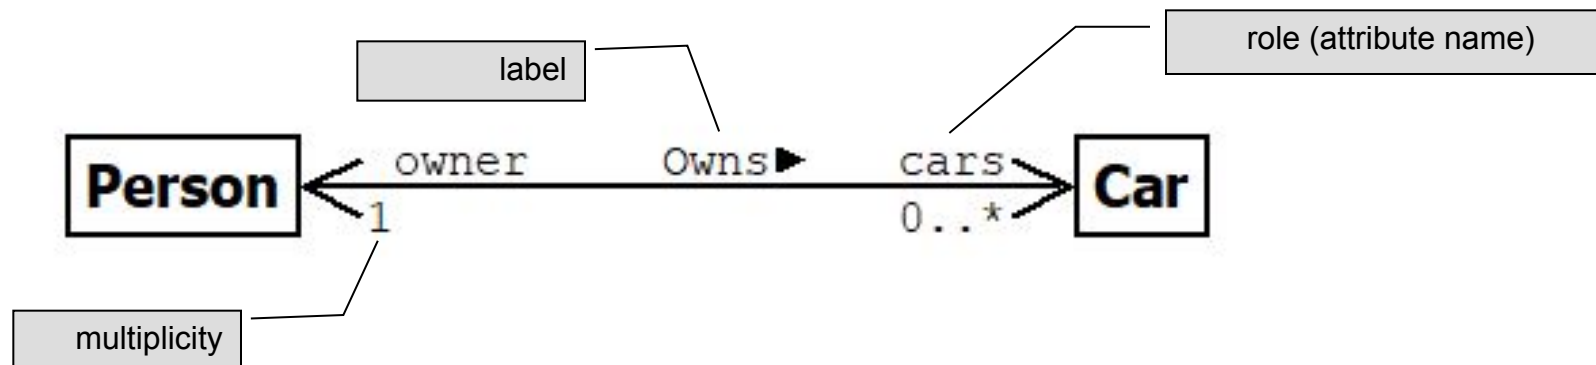 role (attribute name)
label
owner Owns► cars
Person Car
1 0..*
multiplicity